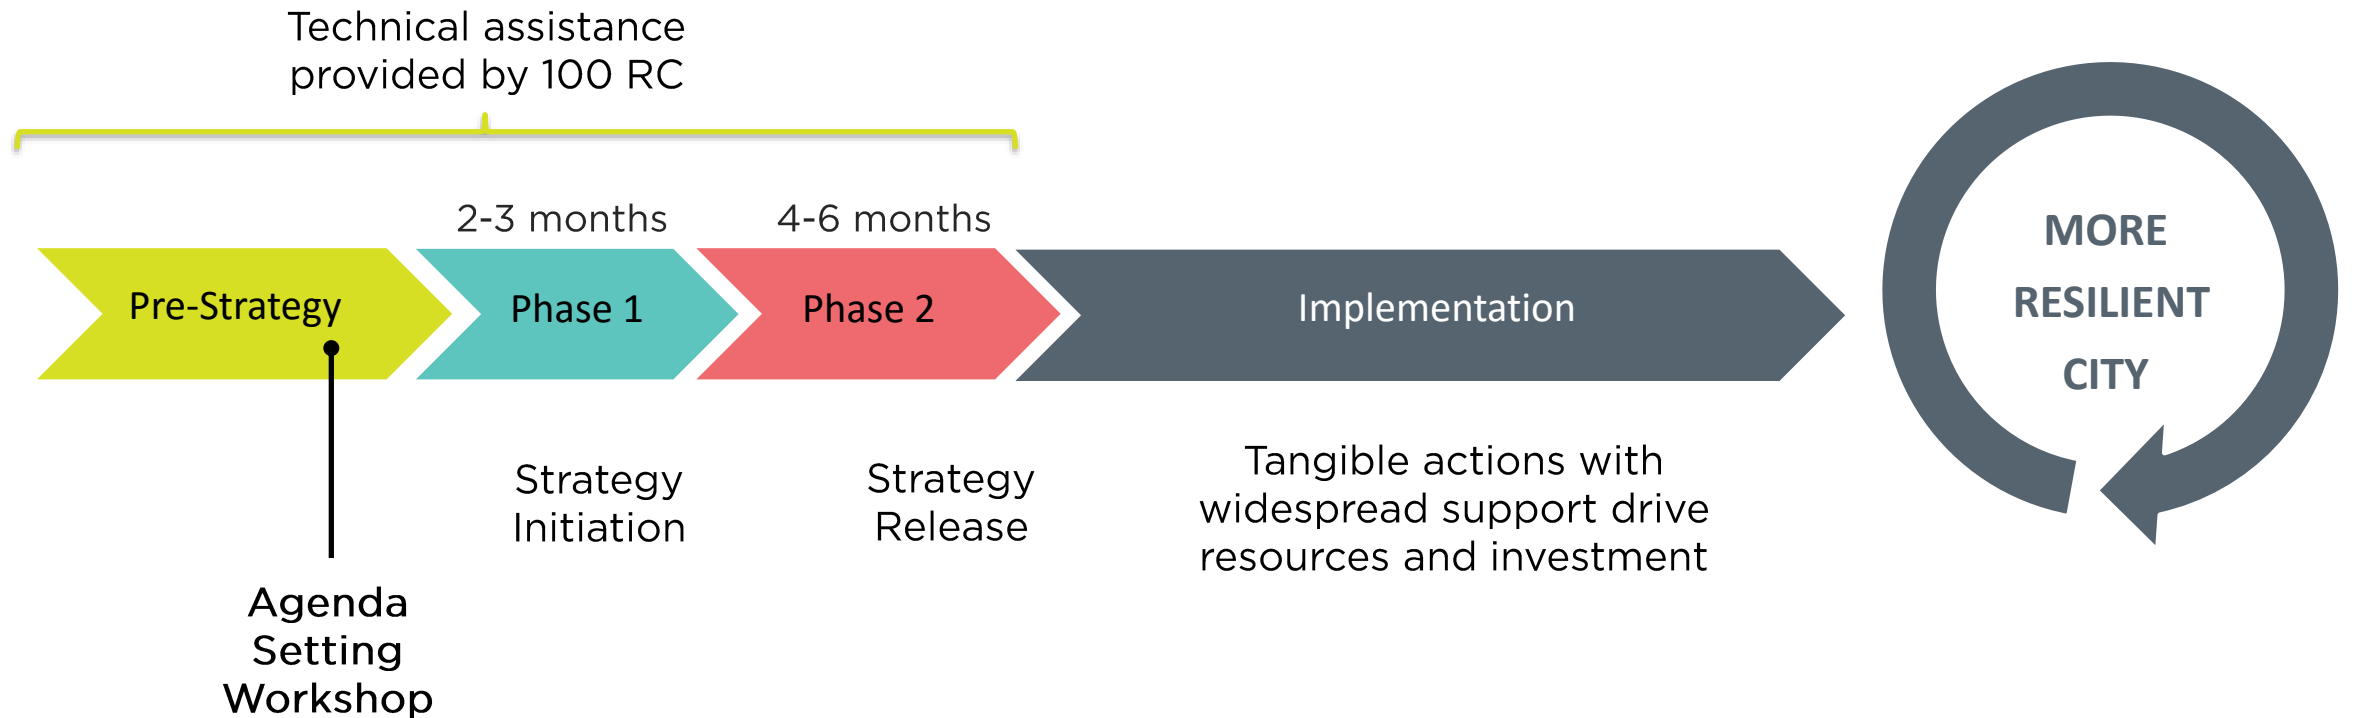 Technical assistance
provided by 100 RC
2-3 months
4-6 months
Pre-Strategy
Phase 1
Phase 2
Implementation
MORE
RESILIENT
CITY
Strategy
Initiation
Strategy
Release
Tangible actions with
widespread support drive
resources and investment
Agenda
Setting
Workshop